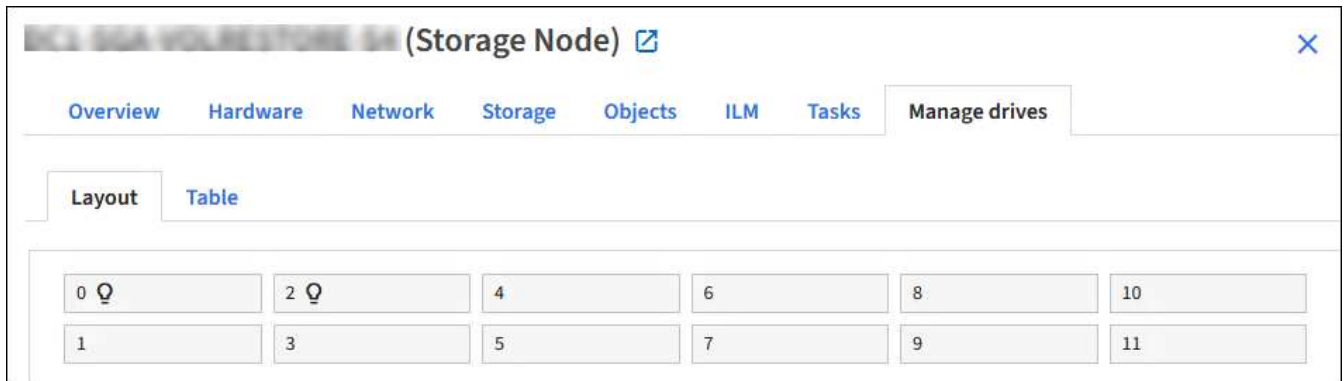 (Storage Node)
Overview Hardware Network Storage Objects ILM Tasks Manage drives
Layout Table
0 2 4 6 8 10
1 3 5 7 9 11